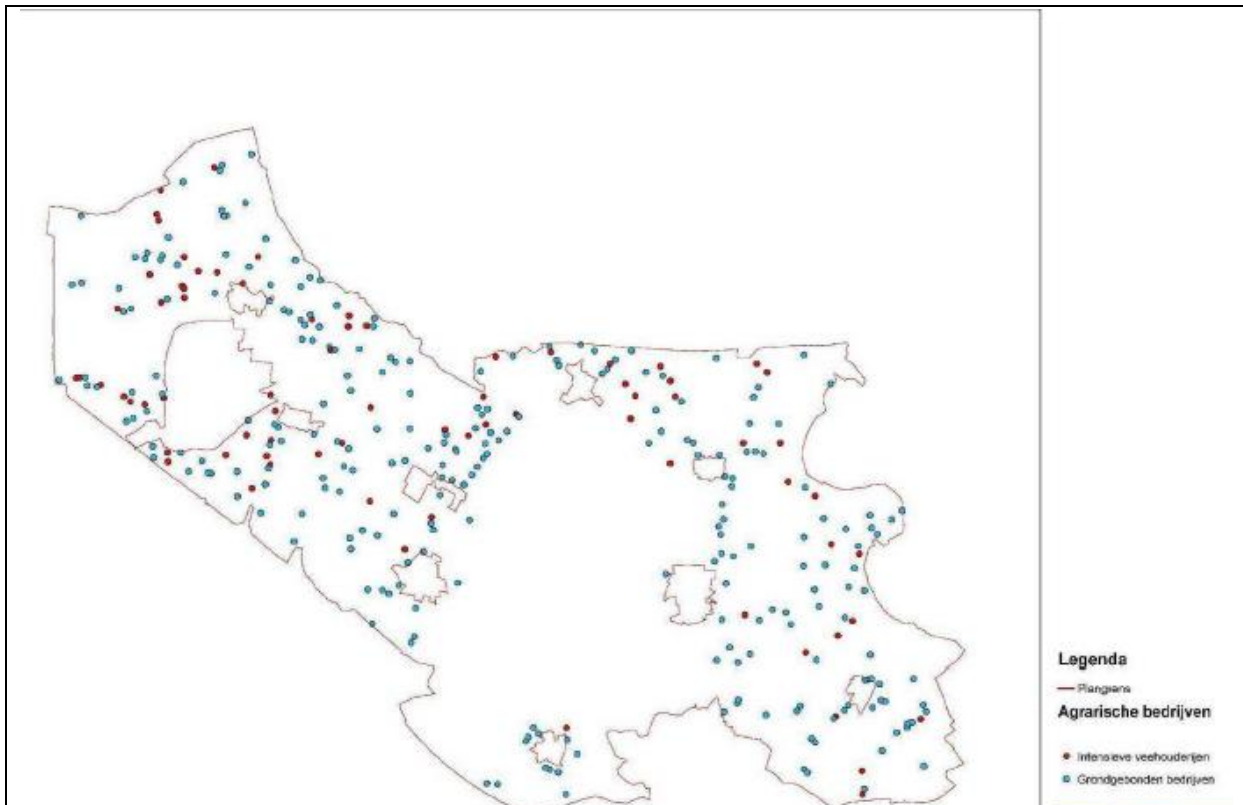 Legenda
Plangrens
Agrarische bedrijven
Intensieve veehouderijen
Grondgebonden bedrijven